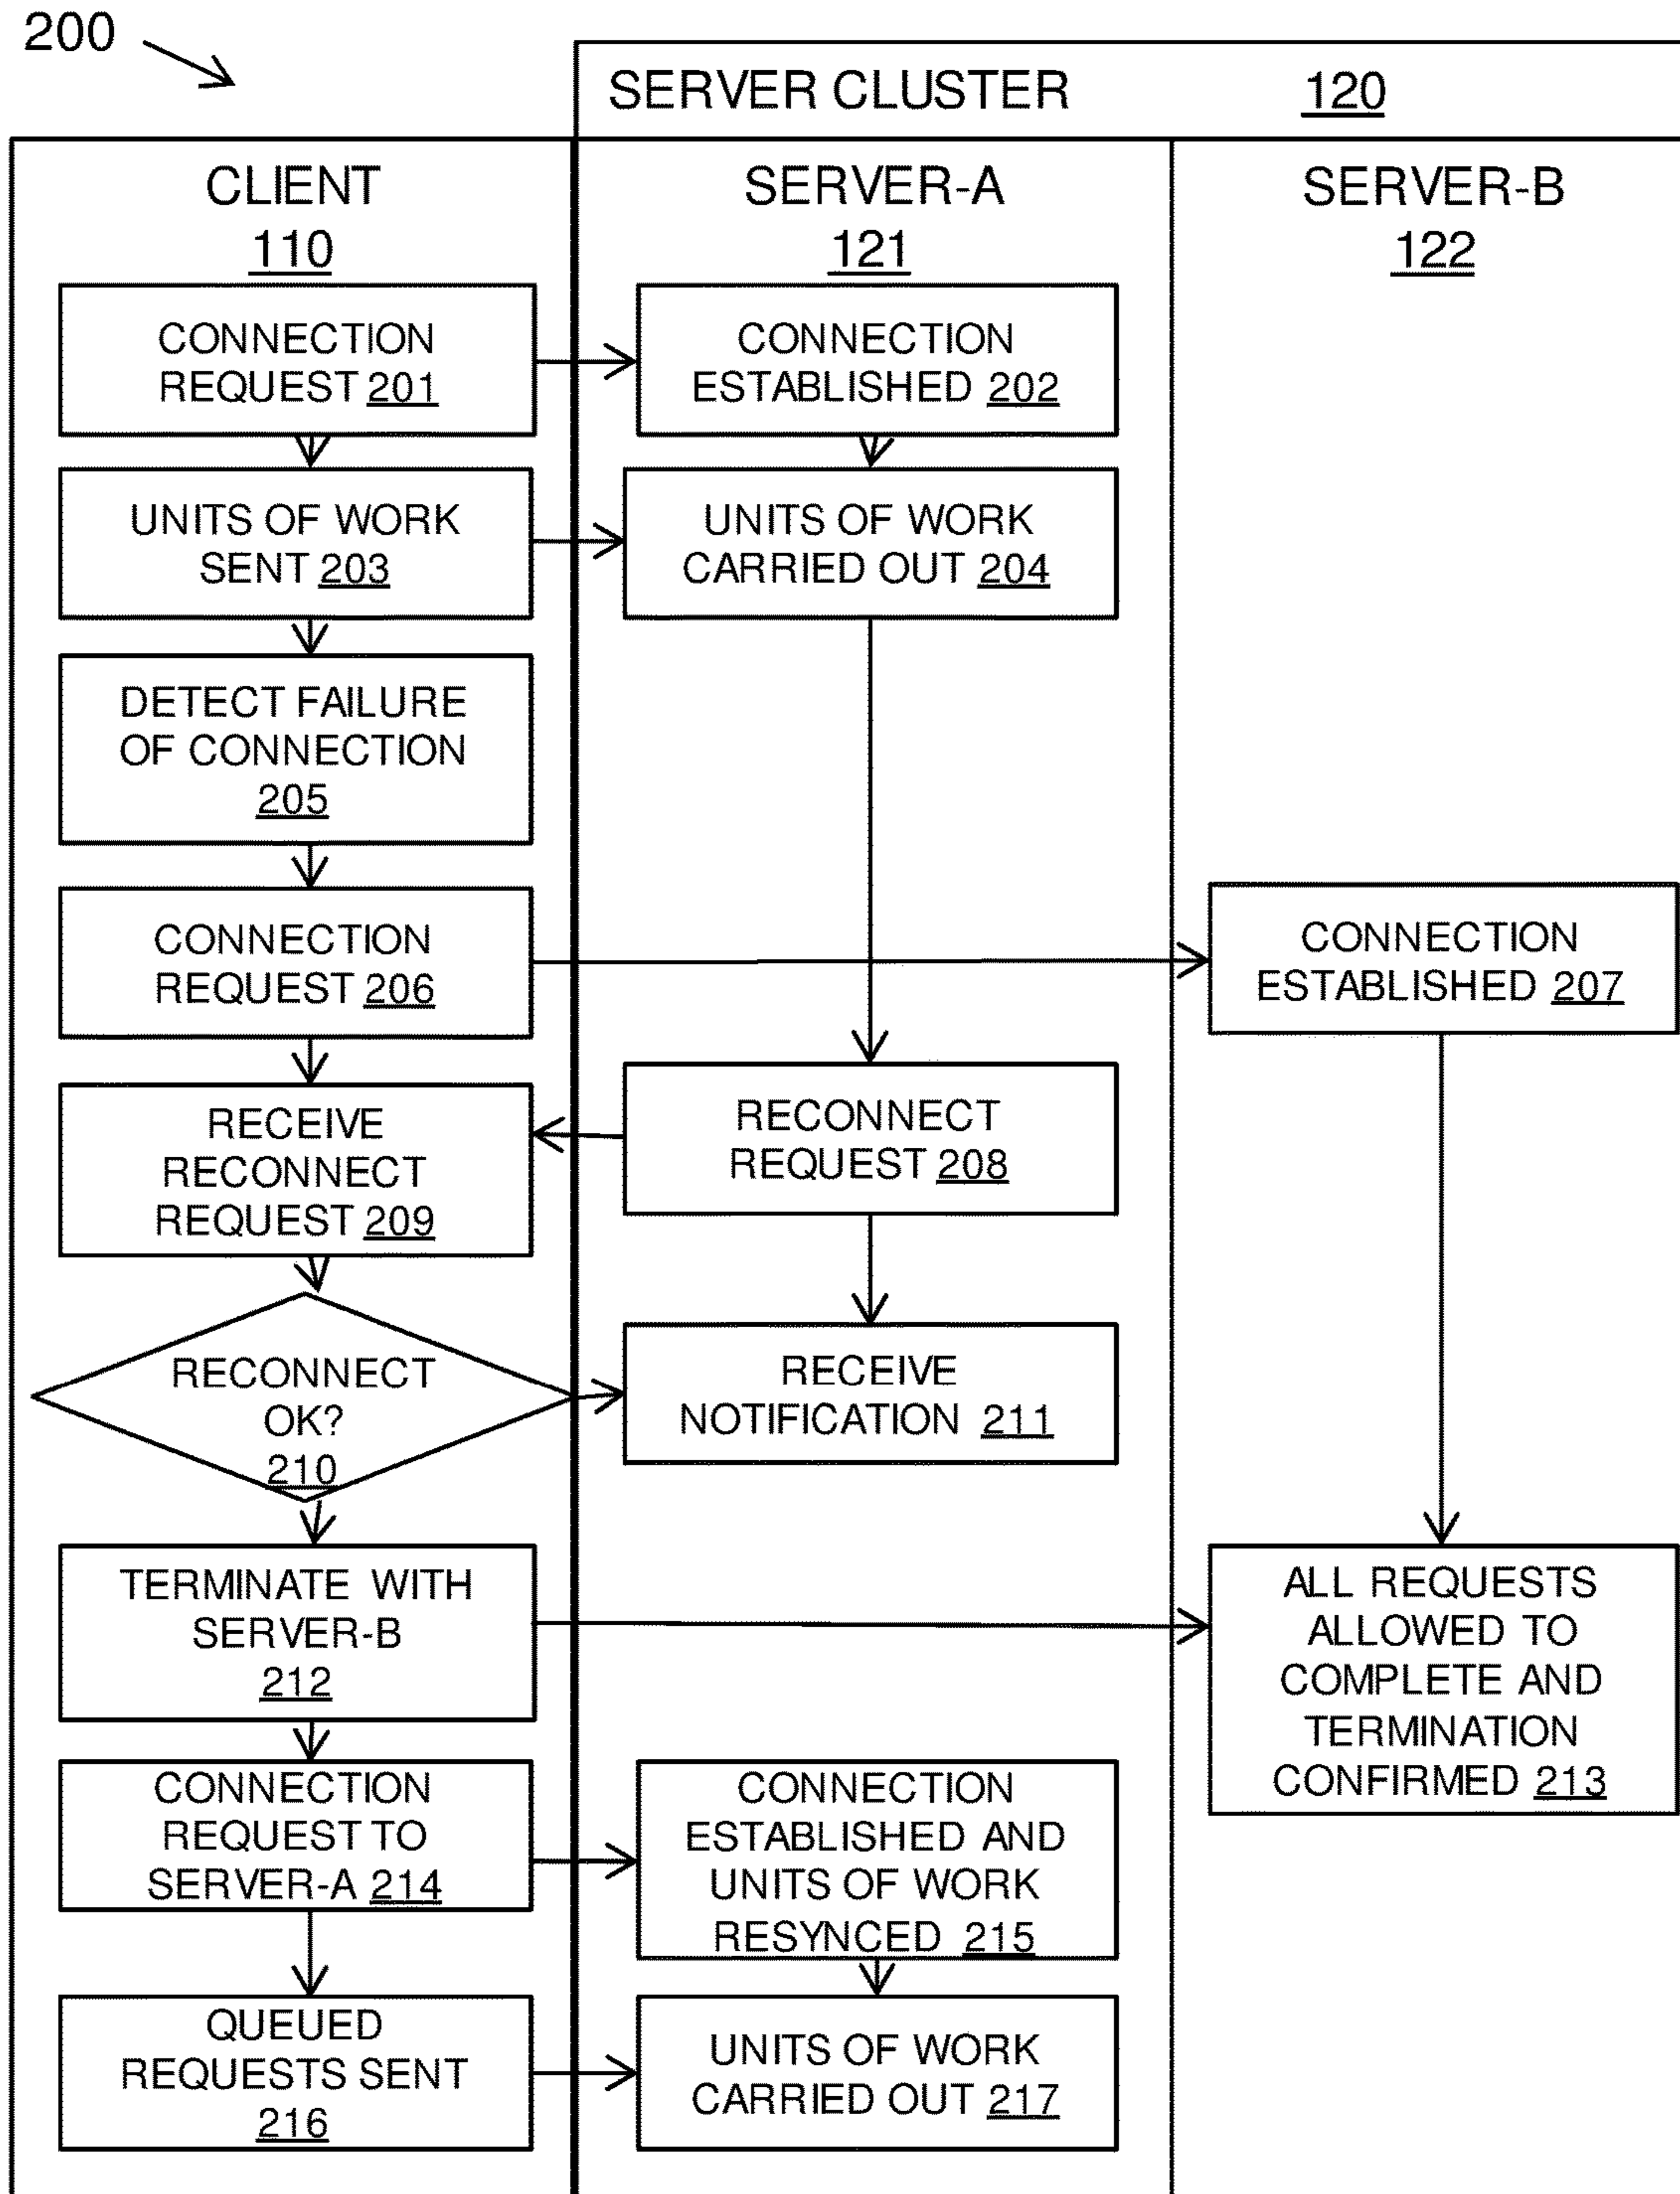 200
SERVER CLUSTER 120
CLIENT
110
SERVER-A
121
SERVER-B
122
CONNECTION
REQUEST 201
CONNECTION
ESTABLISHED 202
UNITS OF WORK
SENT 203
UNITS OF WORK
CARRIED OUT 204
DETECT FAILURE
OF CONNECTION
205
CONNECTION
REQUEST 206
CONNECTION
ESTABLISHED 207
RECONNECT
REQUEST 208
RECEIVE
RECONNECT
REQUEST 209
RECONNECT
OK?
210
RECEIVE
NOTIFICATION 211
TERMINATE WITH
SERVER-B
212
ALL REQUESTS
ALLOWED TO
COMPLETE AND
TERMINATION
CONFIRMED 213
CONNECTION
REQUEST TO
SERVER-A 214
CONNECTION
ESTABLISHED AND
UNITS OF WORK
RESYNCED 215
QUEUED
REQUESTS SENT
216
UNITS OF WORK
CARRIED OUT 217